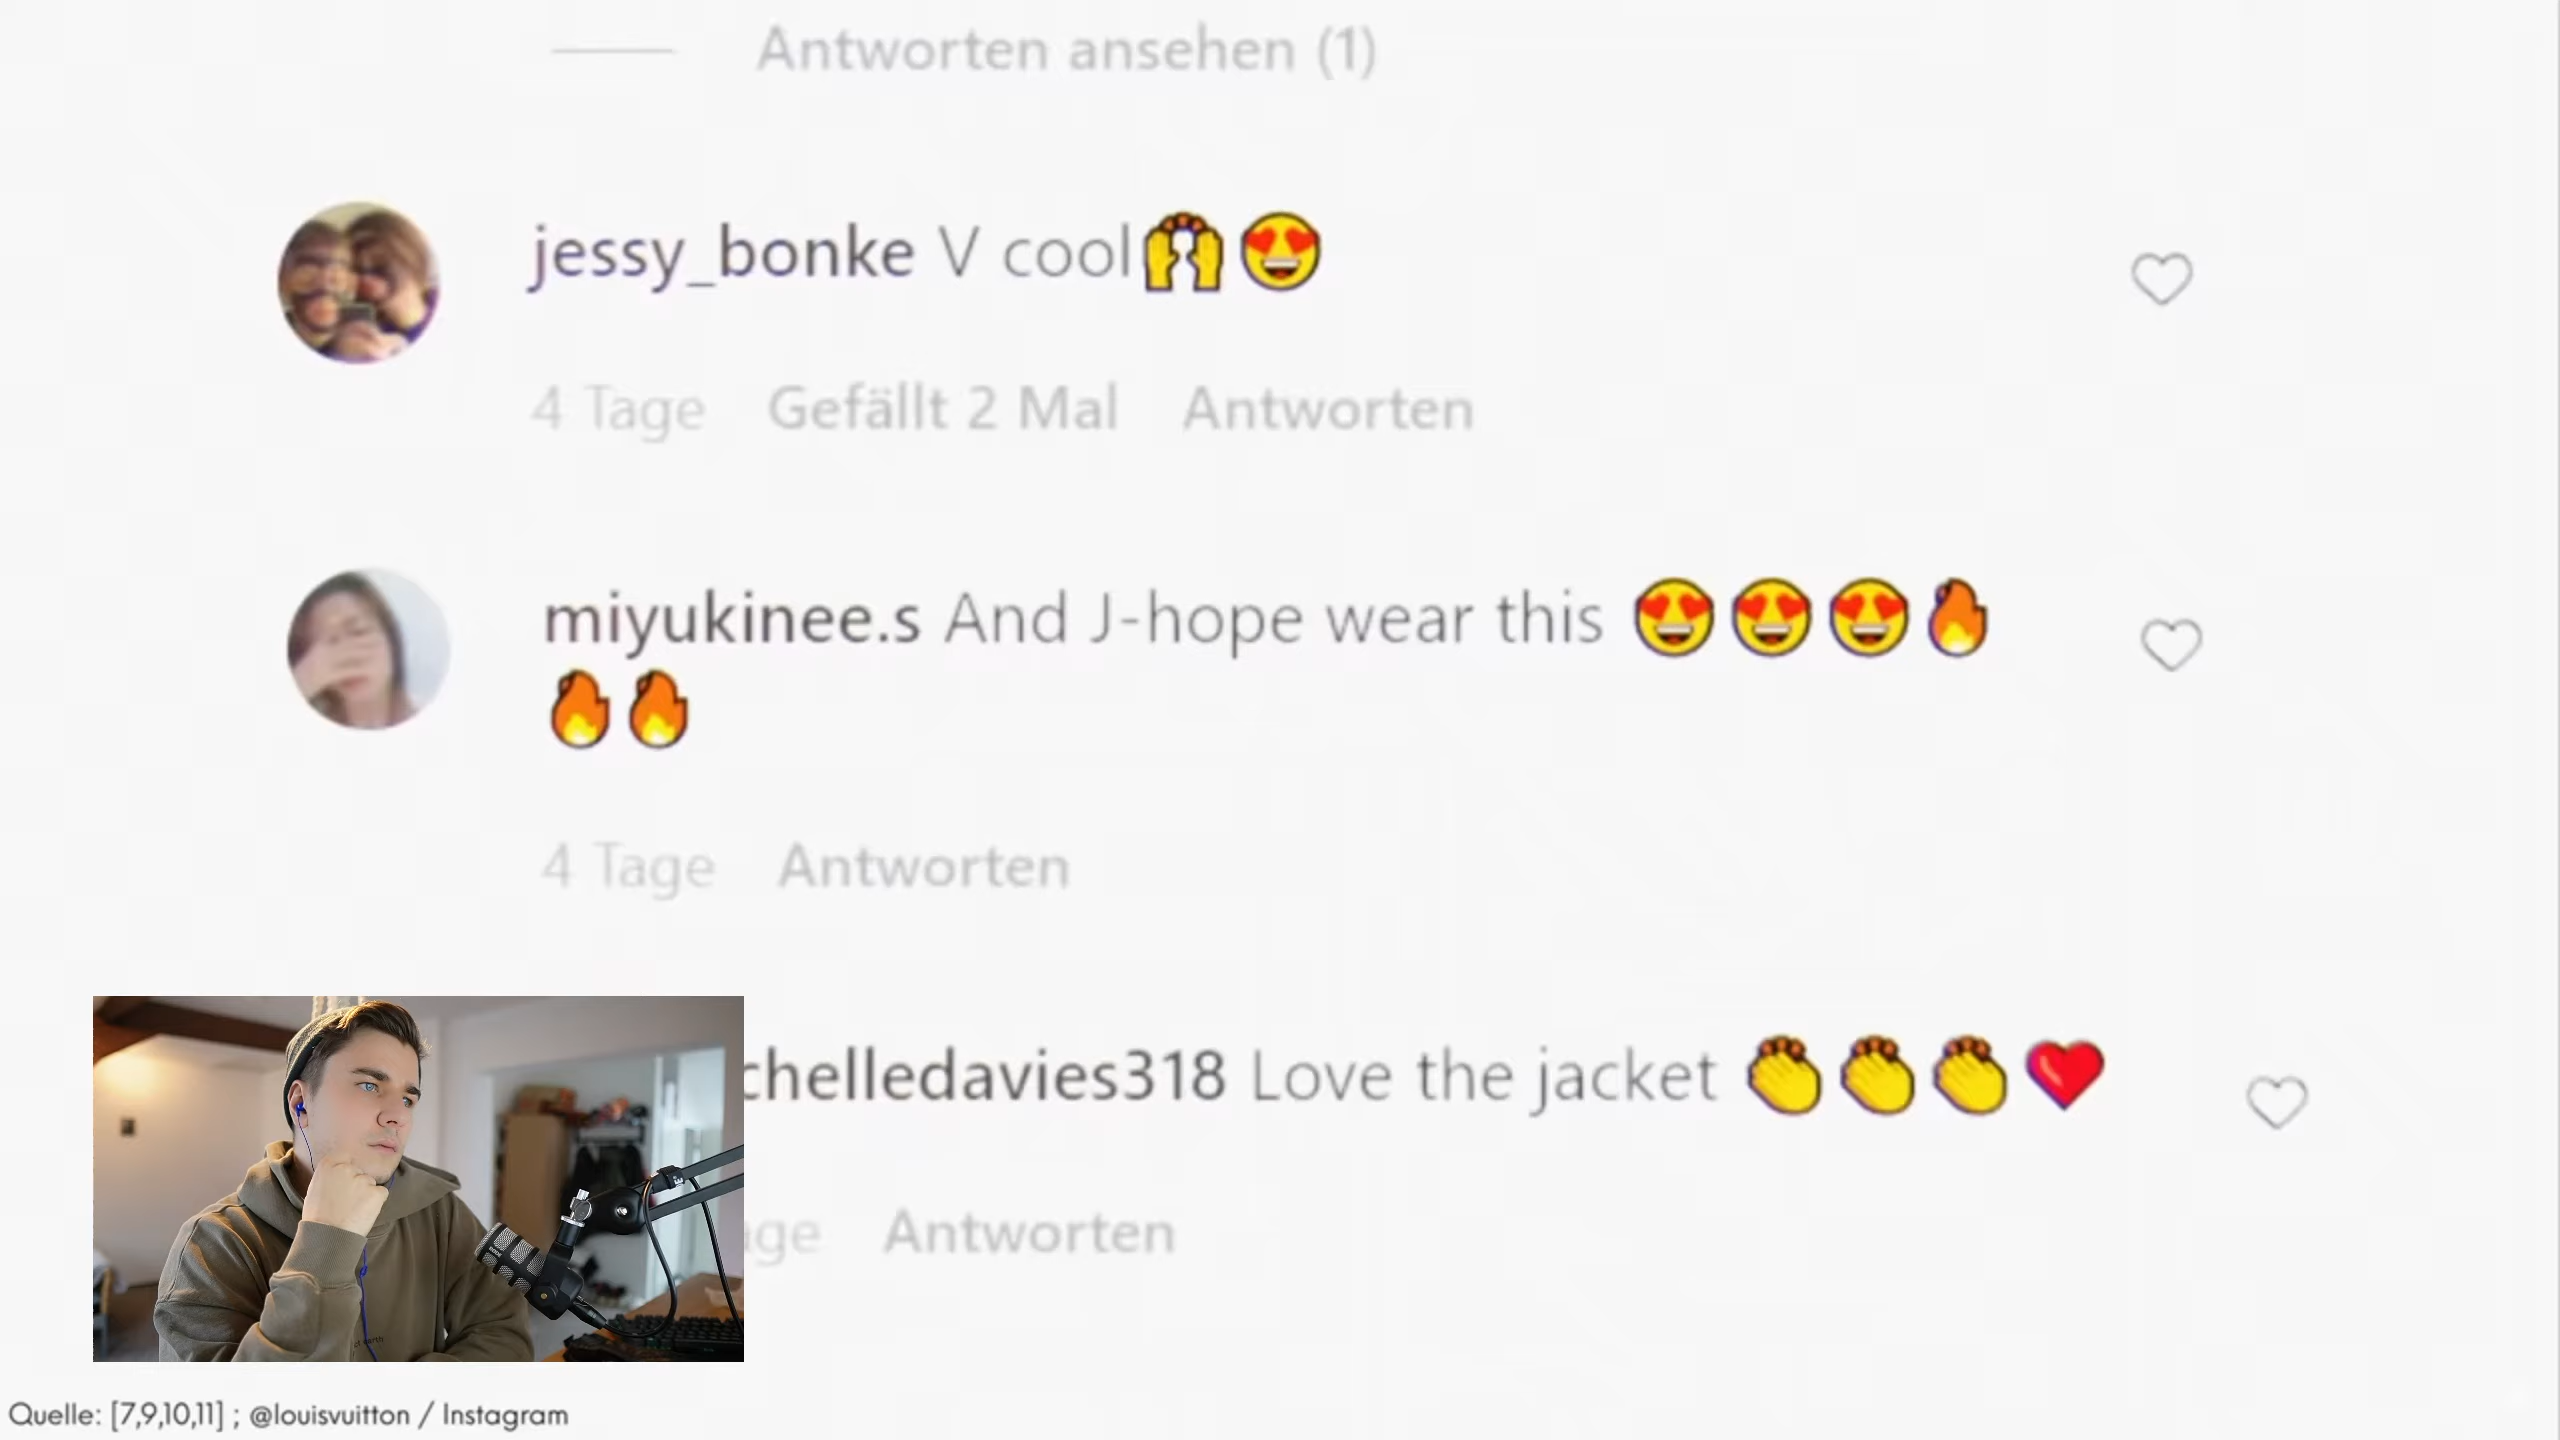 Antworten ansehen (1)
jessy_bonke V cool🙌😍
4 Tage Gefällt 2 Mal Antworten
miyukinee.s And J-hope wear this 😍😍😍🔥
🔥🔥
4 Tage Antworten
chelledavies318 Love the jacket 👏👏👏❤️
age Antworten
Quelle: [7,9,10,11] ; @louisvuitton / Instagram